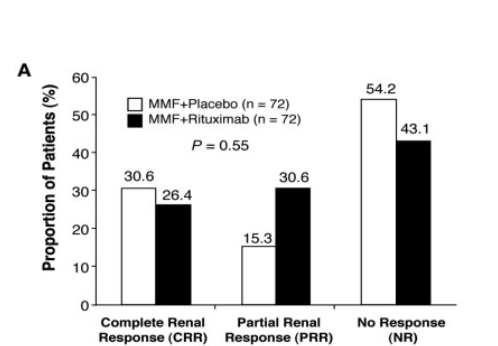 A
Proportion of Patients (%)
60
50
40
30
20
10
0
MMF+Placebo (n = 72)
MMF+Rituximab (n = 72)
P = 0.55
30.6
26.4
15.3
30.6
54.2
43.1
Complete Renal
Response (CRR)
Partial Renal
Response (PRR)
No Response
(NR)